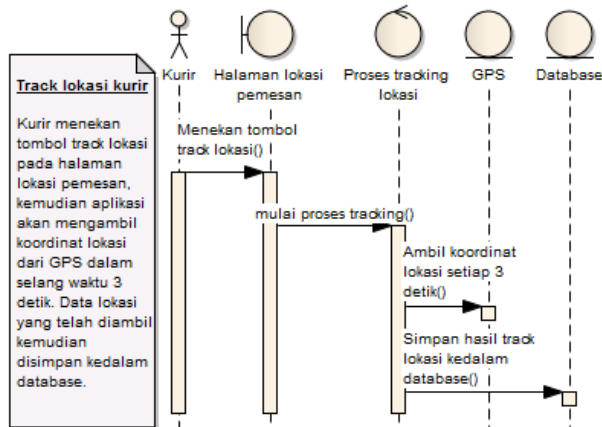 Track lokasi kurir
Kurir menekan
tombol track lokasi
pada halaman
lokasi pemesan,
kemudian aplikasi
akan mengambil
koordinat lokasi
dari GPS dalam
selang waktu 3
detik. Data lokasi
yang telah diambil
kemudian
disimpan kedalam
database.
Kurir
Halaman lokasi
pemesan
Proses tracking
lokasi
GPS
Database
Menekan tombol
track lokasi()
mulai proses tracking()
Ambil koordinat
lokasi setiap 3
detik()
Simpan hasil track
lokasi kedalam
database()